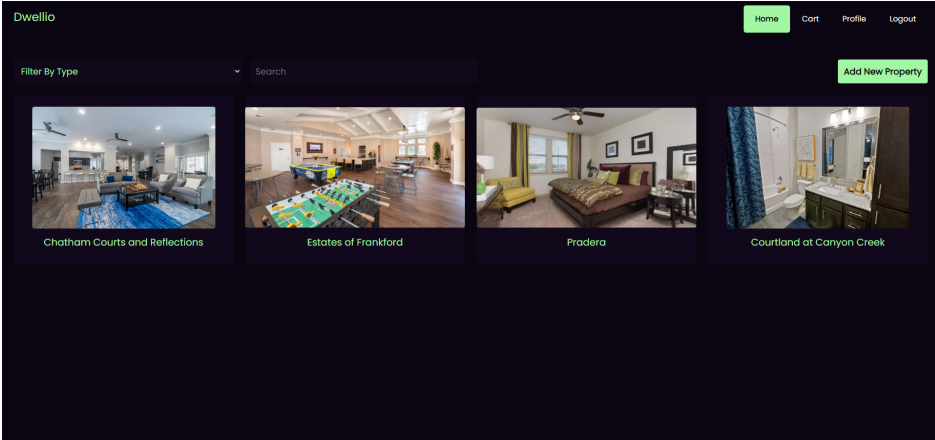 Dwellio
Home Cart Profile Logout
Filter By Type
Search
Add New Property
Chatham Courts and Reflections
Estates of Frankford
Pradera
Courtland at Canyon Creek